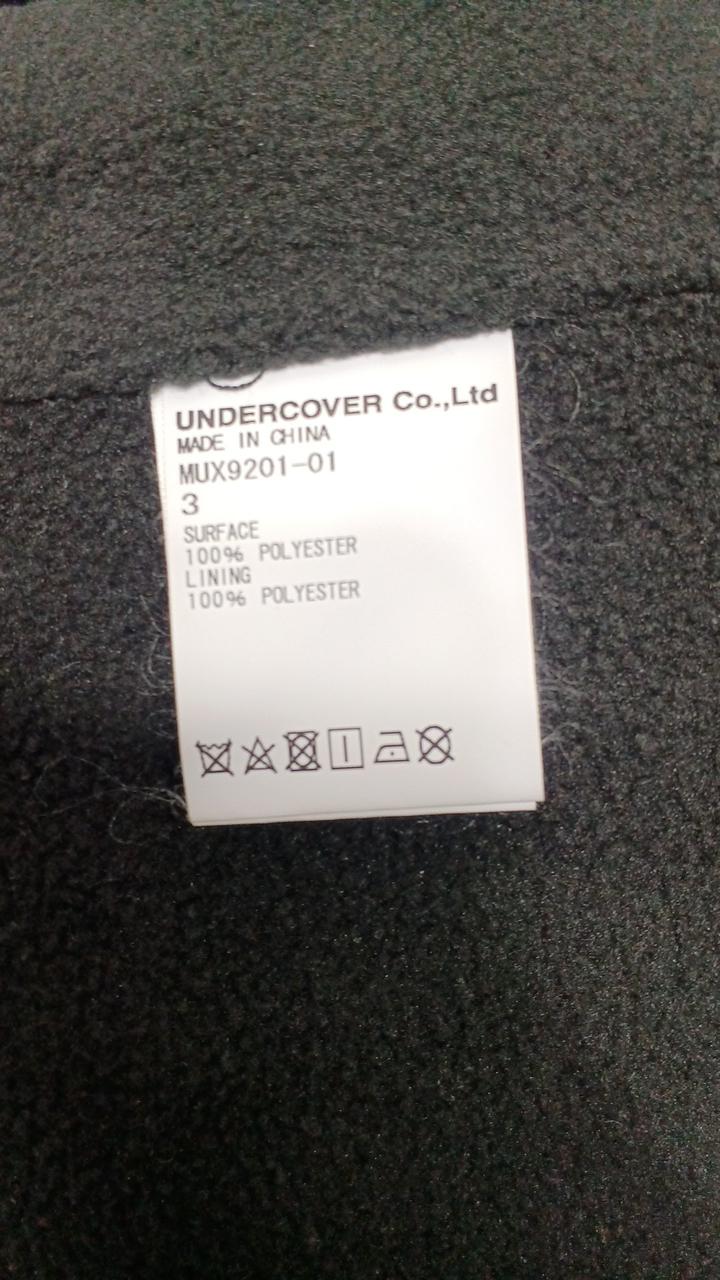 UNDERCOVER Co.,Ltd
MADE IN CHINA
MUX9201-01
3
SURFACE
100% POLYESTER
LINING
100% POLYESTER